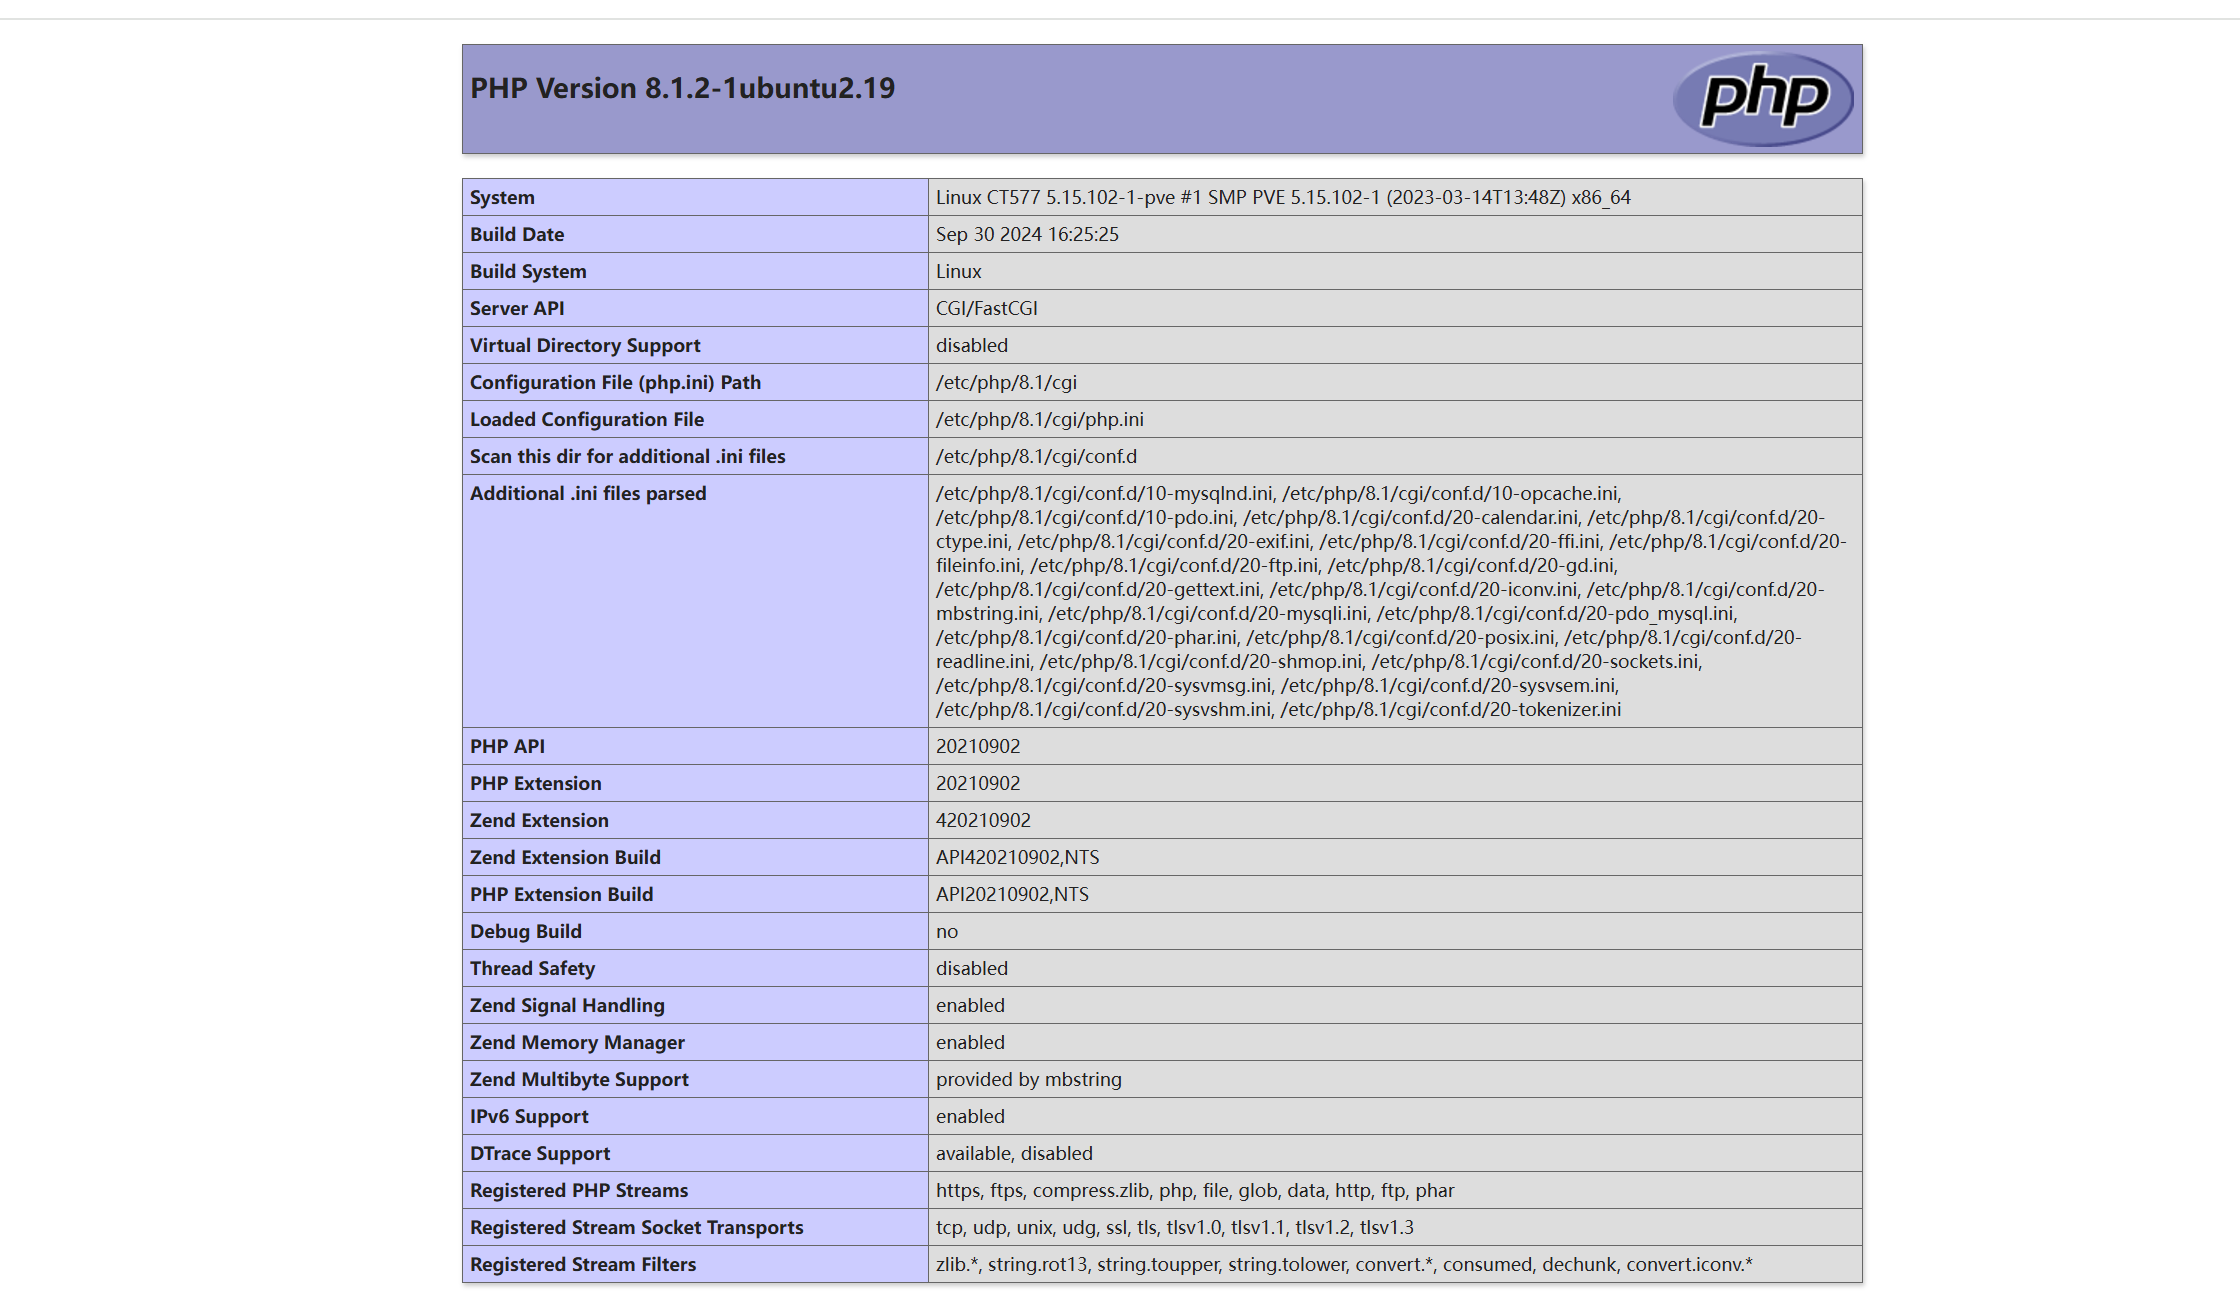 PHP Version 8.1.2-1ubuntu2.19
php
System Linux CT577 5.15.102-1-pve #1 SMP PVE 5.15.102-1 (2023-03-14T13:48Z) x86_64
Build Date Sep 30 2024 16:25:25
Build System Linux
Server API CGI/FastCGI
Virtual Directory Support disabled
Configuration File (php.ini) Path /etc/php/8.1/cgi
Loaded Configuration File /etc/php/8.1/cgi/php.ini
Scan this dir for additional .ini files /etc/php/8.1/cgi/conf.d
Additional .ini files parsed /etc/php/8.1/cgi/conf.d/10-mysqlnd.ini, /etc/php/8.1/cgi/conf.d/10-opcache.ini,
/etc/php/8.1/cgi/conf.d/10-pdo.ini, /etc/php/8.1/cgi/conf.d/20-calendar.ini, /etc/php/8.1/cgi/conf.d/20-
ctype.ini, /etc/php/8.1/cgi/conf.d/20-exif.ini, /etc/php/8.1/cgi/conf.d/20-ffi.ini, /etc/php/8.1/cgi/conf.d/20-
fileinfo.ini, /etc/php/8.1/cgi/conf.d/20-ftp.ini, /etc/php/8.1/cgi/conf.d/20-gd.ini,
/etc/php/8.1/cgi/conf.d/20-gettext.ini, /etc/php/8.1/cgi/conf.d/20-iconv.ini, /etc/php/8.1/cgi/conf.d/20-
mbstring.ini, /etc/php/8.1/cgi/conf.d/20-mysqli.ini, /etc/php/8.1/cgi/conf.d/20-pdo_mysql.ini,
/etc/php/8.1/cgi/conf.d/20-phar.ini, /etc/php/8.1/cgi/conf.d/20-posix.ini, /etc/php/8.1/cgi/conf.d/20-
readline.ini, /etc/php/8.1/cgi/conf.d/20-shmop.ini, /etc/php/8.1/cgi/conf.d/20-sockets.ini,
/etc/php/8.1/cgi/conf.d/20-sysvmsg.ini, /etc/php/8.1/cgi/conf.d/20-sysvsem.ini,
/etc/php/8.1/cgi/conf.d/20-sysvshm.ini, /etc/php/8.1/cgi/conf.d/20-tokenizer.ini
PHP API 20210902
PHP Extension 20210902
Zend Extension 420210902
Zend Extension Build API420210902,NTS
PHP Extension Build API20210902,NTS
Debug Build no
Thread Safety disabled
Zend Signal Handling enabled
Zend Memory Manager enabled
Zend Multibyte Support provided by mbstring
IPv6 Support enabled
DTrace Support available, disabled
Registered PHP Streams https, ftps, compress.zlib, php, file, glob, data, http, ftp, phar
Registered Stream Socket Transports tcp, udp, unix, udg, ssl, tls, tlsv1.0, tlsv1.1, tlsv1.2, tlsv1.3
Registered Stream Filters zlib.*, string.rot13, string.toupper, string.tolower, convert.*, consumed, dechunk, convert.iconv.*